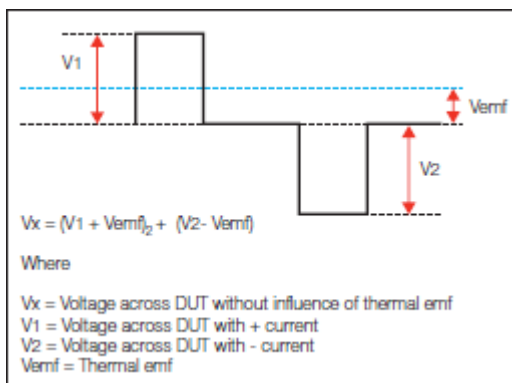 V1
Vemf
V2
Vx = (V1 + Vemf)₂ + (V2- Vemf)
Where
Vx = Voltage across DUT without influence of thermal emf
V1 = Voltage across DUT with + current
V2 = Voltage across DUT with - current
Vemf = Thermal emf